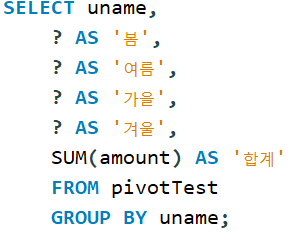 SELECT uname,
? AS '봄',
? AS '여름',
? AS '가을',
? AS '겨울',
SUM(amount) AS '합계'
FROM pivotTest
GROUP BY uname;